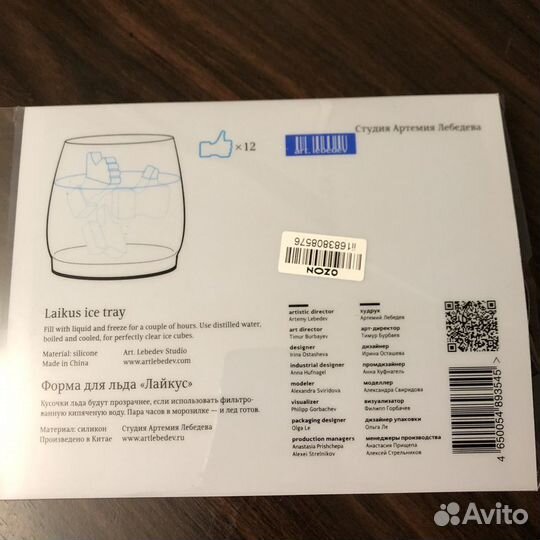 ×12
art. lebedev
Студия Артемия Лебедева
ii1683808576
OZON
Laikus ice tray
Fill with liquid and freeze for a couple of hours. Use distilled water,
boiled and cooled, for perfectly clear ice cubes.
Material: silicone Art. Lebedev Studio
Made in China www.artlebedev.com
Форма для льда «Лайкус»
Кусочки льда будут прозрачнее, если использовать фильтро-
ванную кипяченую воду. Пара часов в морозилке — и лед готов.
Материал: силикон Студия Артемия Лебедева
Произведено в Китае www.artlebedev.ru
artistic director
Artemy Lebedev
art director
Timur Burbayev
designer
Irina Ostasheva
industrial designer
Anna Hufnagel
modeler
Alexandra Sviridova
visualizer
Philipp Gorbachev
packaging designer
Olga Le
production managers
Anastasia Prishchepa
Alexei Strelnikov
худрук
Артемий Лебедев
арт-директор
Тимур Бурбаев
дизайнер
Ирина Осташева
промдизайнер
Анна Хуфнагель
моделлер
Александра Свиридова
визуализатор
Филипп Горбачев
дизайнер упаковки
Ольга Ле
менеджеры производства
Анастасия Прищепа
Алексей Стрельников
4 650054 893545 >
Avito